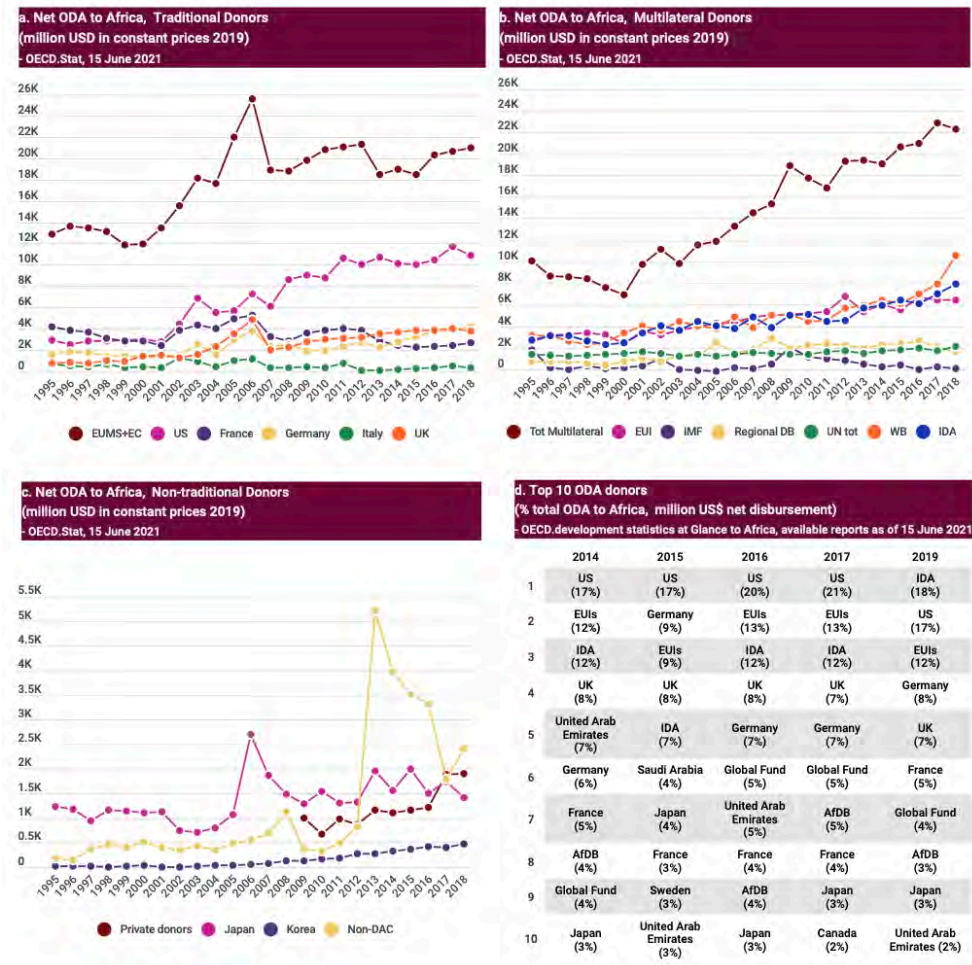 a. Net ODA to Africa, Traditional Donors
(million USD in constant prices 2019)
- OECD.Stat, 15 June 2021
26K
24K
22K
20K
18K
16K
14K
12K
10K
8K
6K
4K
2K
0
1995 1996 1997 1998 1999 2000 2001 2002 2003 2004 2005 2006 2007 2008 2009 2010 2011 2012 2013 2014 2015 2016 2017 2018
EUMS+EC US France Germany Italy UK
b. Net ODA to Africa, Multilateral Donors
(million USD in constant prices 2019)
- OECD.Stat, 15 June 2021
26K
24K
22K
20K
18K
16K
14K
12K
10K
8K
6K
4K
2K
0
1995 1996 1997 1998 1999 2000 2001 2002 2003 2004 2005 2006 2007 2008 2009 2010 2011 2012 2013 2014 2015 2016 2017 2018
Tot Multilateral EUI IMF Regional DB UN tot WB IDA
c. Net ODA to Africa, Non-traditional Donors
(million USD in constant prices 2019)
- OECD.Stat, 15 June 2021
5.5K
5K
4.5K
4K
3.5K
3K
2.5K
2K
1.5K
1K
0.5K
0
1995 1996 1997 1998 1999 2000 2001 2002 2003 2004 2005 2006 2007 2008 2009 2010 2011 2012 2013 2014 2015 2016 2017 2018
Private donors Japan Korea Non-DAC
d. Top 10 ODA donors
(% total ODA to Africa, million US$ net disbursement)
- OECD.development statistics at Glance to Africa, available reports as of 15 June 2021
2014 2015 2016 2017 2019
1 US US US US IDA
(17%) (17%) (20%) (21%) (18%)
2 EUIs Germany EUIs EUIs US
(12%) (9%) (13%) (13%) (17%)
3 IDA EUIs IDA IDA EUIs
(12%) (9%) (12%) (12%) (12%)
4 UK UK UK UK Germany
(8%) (8%) (8%) (7%) (8%)
5 United Arab Emirates IDA Germany Germany UK
(7%) (7%) (7%) (7%) (7%)
6 Germany Saudi Arabia Global Fund Global Fund France
(6%) (4%) (5%) (5%) (5%)
7 France Japan United Arab Emirates AfDB Global Fund
(5%) (4%) (5%) (5%) (4%)
8 AfDB France France France AfDB
(4%) (3%) (4%) (4%) (3%)
9 Global Fund Sweden AfDB Japan Japan
(4%) (3%) (4%) (3%) (3%)
10 Japan United Arab Emirates Japan Canada United Arab Emirates (2%)
(3%) (3%) (3%) (2%)